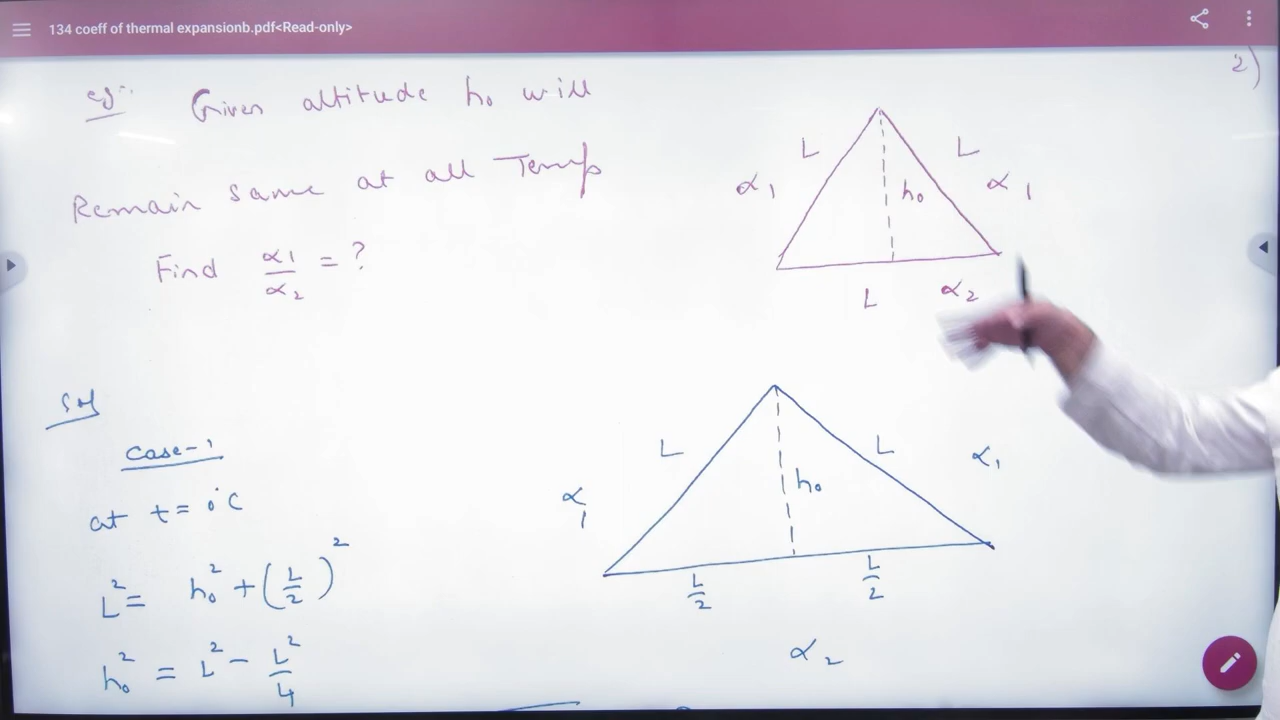 134 coeff of thermal expansionb.pdf<Read-only>
2)
eg:- Given altitude h₀ will
Remain same at all Temp
Find α₁/α₂ = ?
L
L
α₁
h₀
α₁
L
α₂
Sol
Case-1
at t = 0°C
L² = h₀² + (L/2)²
h₀² = L² - L²/4
L
L
α₁
h₀
α₁
L/2
L/2
α₂